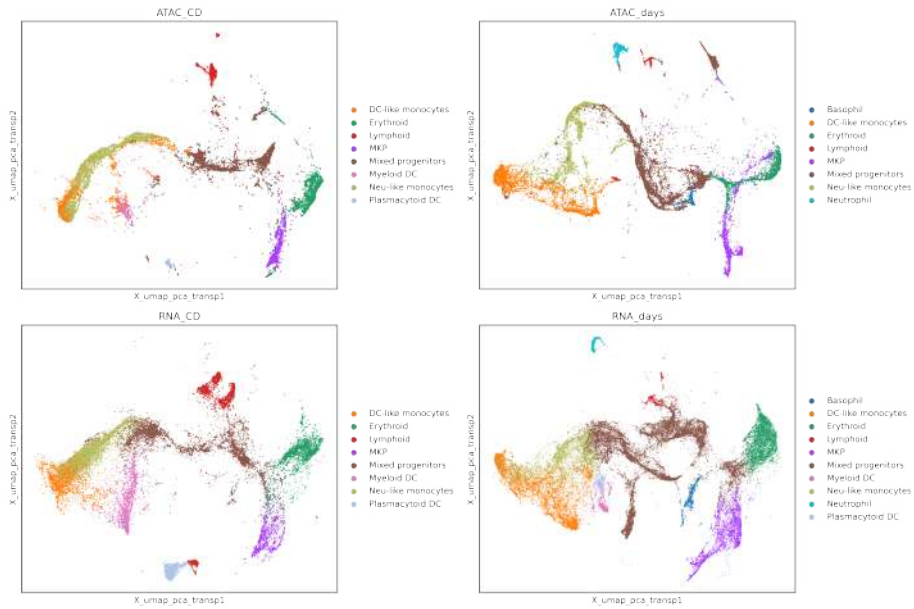 ATAC_CD
X_umap_pca_transp2
X_umap_pca_transp1
DC-like monocytes
Erythroid
Lymphoid
MKP
Mixed progenitors
Myeloid DC
Neu-like monocytes
Plasmacytoid DC
ATAC_days
X_umap_pca_transp2
X_umap_pca_transp1
Basophil
DC-like monocytes
Erythroid
Lymphoid
MKP
Mixed progenitors
Neu-like monocytes
Neutrophil
RNA_CD
X_umap_pca_transp2
X_umap_pca_transp1
DC-like monocytes
Erythroid
Lymphoid
MKP
Mixed progenitors
Myeloid DC
Neu-like monocytes
Plasmacytoid DC
RNA_days
X_umap_pca_transp2
X_umap_pca_transp1
Basophil
DC-like monocytes
Erythroid
Lymphoid
MKP
Mixed progenitors
Myeloid DC
Neu-like monocytes
Neutrophil
Plasmacytoid DC